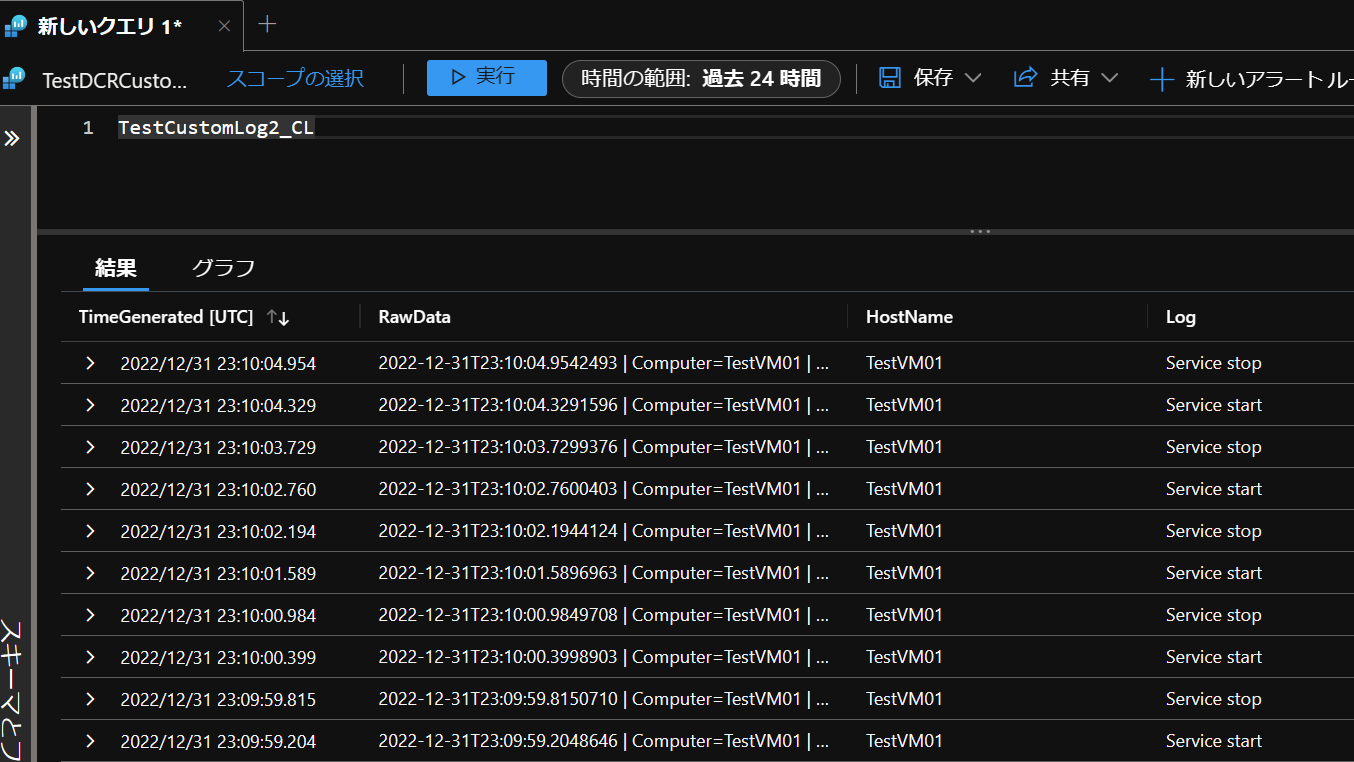 新しいクエリ 1*
TestDCRCusto... スコープの選択 実行 時間の範囲: 過去 24 時間 保存 共有 新しいアラート ルー
1 TestCustomLog2_CL
結果 グラフ
TimeGenerated [UTC] RawData HostName Log
2022/12/31 23:10:04.954 2022-12-31T23:10:04.9542493 | Computer=TestVM01 | ... TestVM01 Service stop
2022/12/31 23:10:04.329 2022-12-31T23:10:04.3291596 | Computer=TestVM01 | ... TestVM01 Service start
2022/12/31 23:10:03.729 2022-12-31T23:10:03.7299376 | Computer=TestVM01 | ... TestVM01 Service stop
2022/12/31 23:10:02.760 2022-12-31T23:10:02.7600403 | Computer=TestVM01 | ... TestVM01 Service start
2022/12/31 23:10:02.194 2022-12-31T23:10:02.1944124 | Computer=TestVM01 | ... TestVM01 Service stop
2022/12/31 23:10:01.589 2022-12-31T23:10:01.5896963 | Computer=TestVM01 | ... TestVM01 Service start
2022/12/31 23:10:00.984 2022-12-31T23:10:00.9849708 | Computer=TestVM01 | ... TestVM01 Service stop
2022/12/31 23:10:00.399 2022-12-31T23:10:00.3998903 | Computer=TestVM01 | ... TestVM01 Service start
2022/12/31 23:09:59.815 2022-12-31T23:09:59.8150710 | Computer=TestVM01 | ... TestVM01 Service stop
2022/12/31 23:09:59.204 2022-12-31T23:09:59.2048646 | Computer=TestVM01 | ... TestVM01 Service start
スキーマとフ